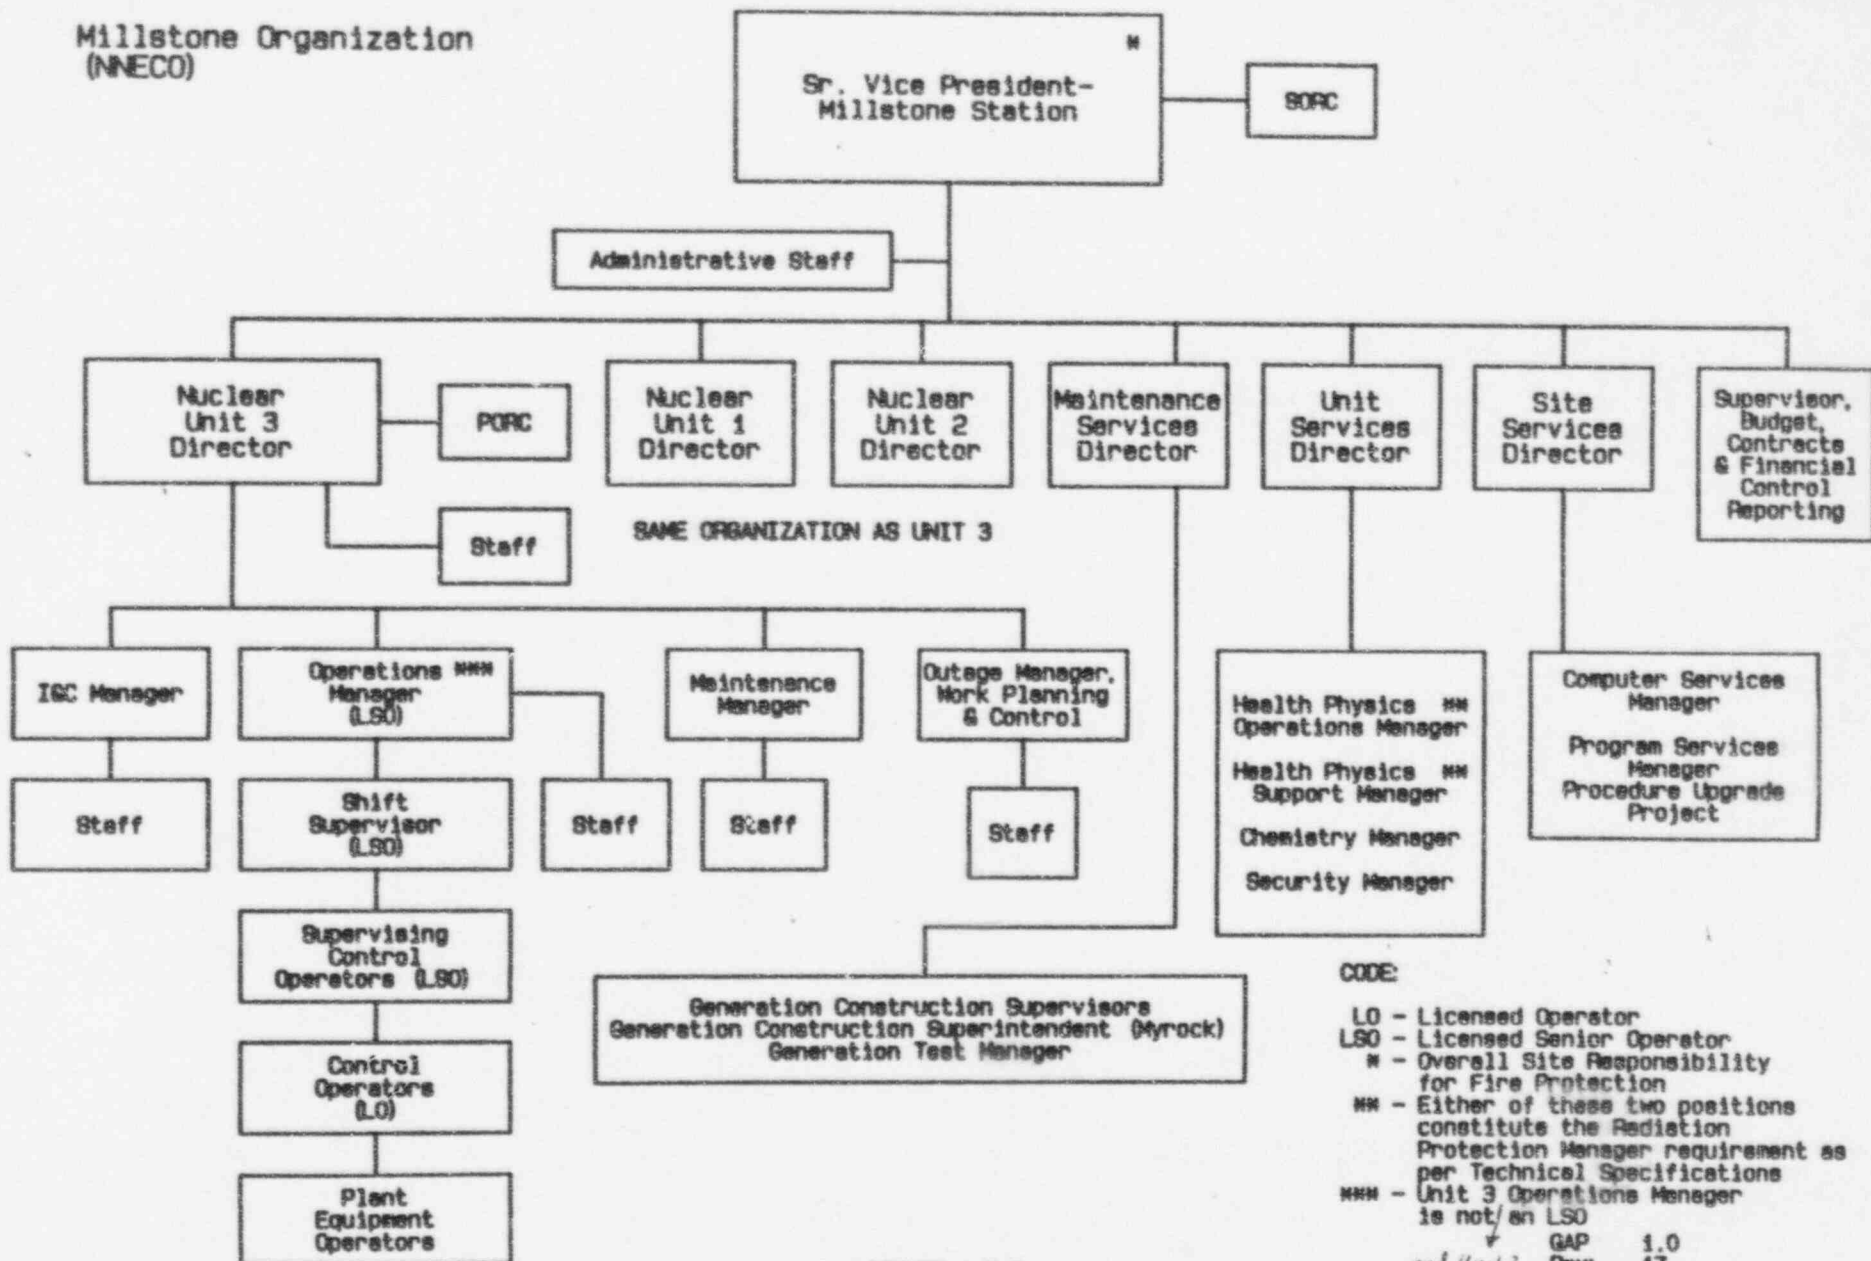 Millstone Organization
(NNECO)
*
Sr. Vice President-
Millstone Station
SORC
Administrative Staff
Nuclear
Unit 3
Director
PORC
Staff
Nuclear
Unit 1
Director
Nuclear
Unit 2
Director
SAME ORGANIZATION AS UNIT 3
Maintenance
Services
Director
Unit
Services
Director
Site
Services
Director
Supervisor,
Budget,
Contracts
& Financial
Control
Reporting
I&C Manager
Staff
Operations ***
Manager
(LSO)
Staff
Shift
Supervisor
(LSO)
Supervising
Control
Operators (LSO)
Control
Operators
(LO)
Plant
Equipment
Operators
Maintenance
Manager
Staff
Outage Manager,
Work Planning
& Control
Staff
Generation Construction Supervisors
Generation Construction Superintendent (Myrock)
Generation Test Manager
Health Physics **
Operations Manager
Health Physics **
Support Manager
Chemistry Manager
Security Manager
Computer Services
Manager
Program Services
Manager
Procedure Upgrade
Project
CODE:
LO - Licensed Operator
LSO - Licensed Senior Operator
* - Overall Site Responsibility
for Fire Protection
** - Either of these two positions
constitute the Radiation
Protection Manager requirement as
per Technical Specifications
*** - Unit 3 Operations Manager
is not an LSO
GAP 1.0